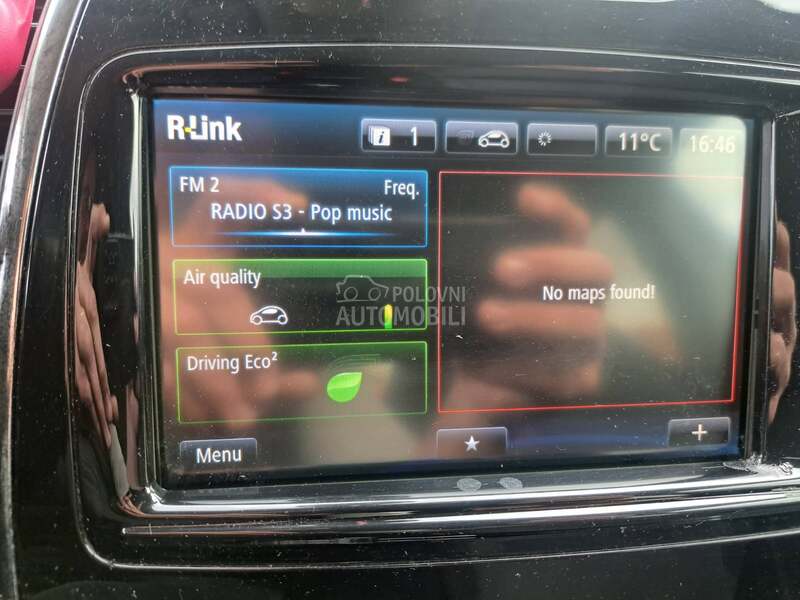 R-Link
1
11°C
16:46
FM 2
Freq.
RADIO S3 - Pop music
Air quality
POLOVNI
AUTOMOBILI
No maps found!
Driving Eco²
Menu